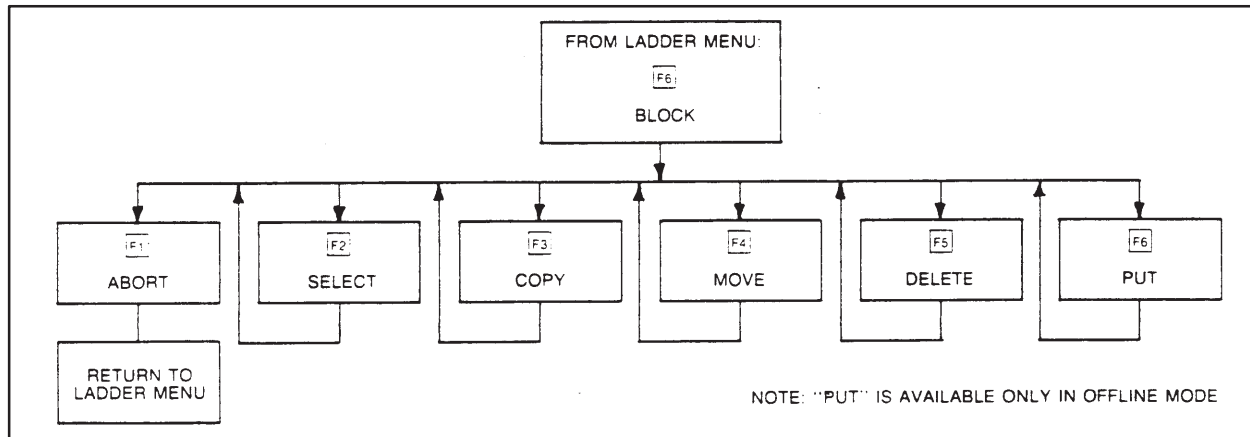 FROM LADDER MENU:
F6
BLOCK
F1
ABORT
F2
SELECT
F3
COPY
F4
MOVE
F5
DELETE
F6
PUT
RETURN TO
LADDER MENU
NOTE: "PUT" IS AVAILABLE ONLY IN OFFLINE MODE